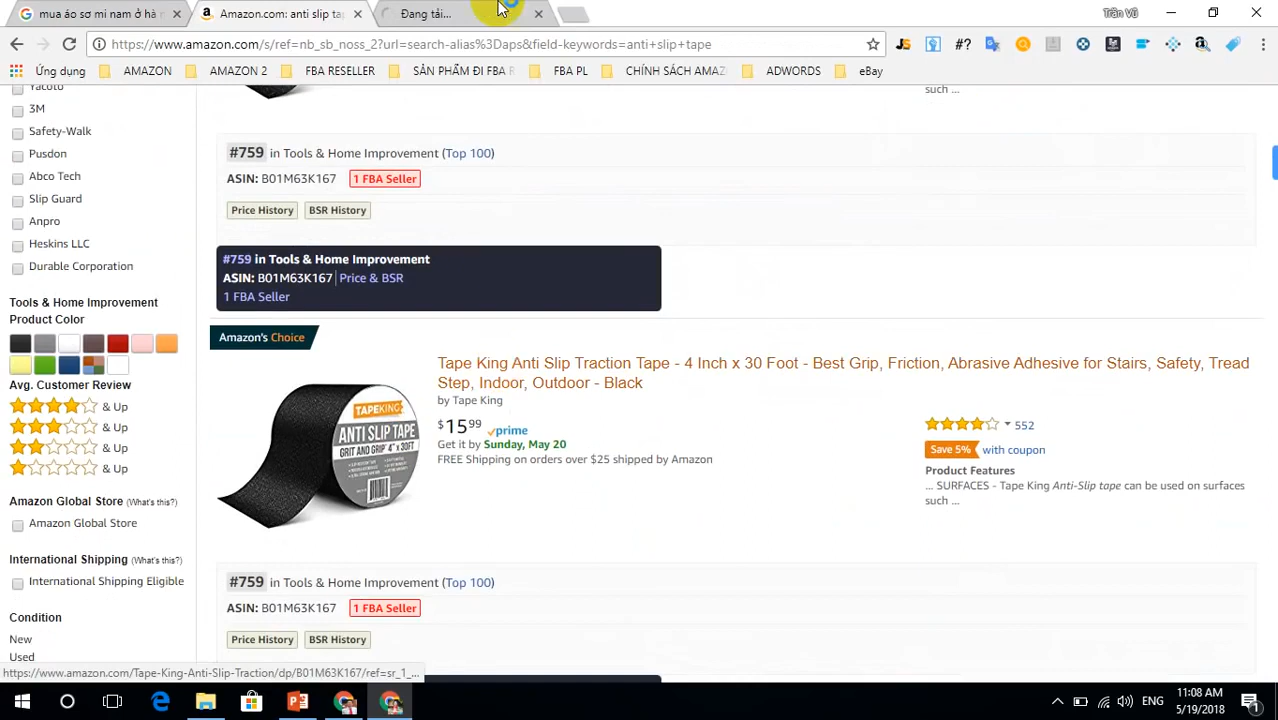 mua áo sơ mi nam ở hà n
Amazon.com: anti slip ta
Đang tải...
Trần Vũ
https://www.amazon.com/s/ref=nb_sb_noss_2?url=search-alias%3Daps&field-keywords=anti+slip+tape
Ứng dụng
AMAZON
AMAZON 2
FBA RESELLER
SẢN PHẨM ĐI FBA R
FBA PL
CHÍNH SÁCH AMAZ
ADWORDS
eBay
Yacoto
3M
Safety-Walk
Pusdon
Abco Tech
Slip Guard
Anpro
Heskins LLC
Durable Corporation
Tools & Home Improvement
Product Color
Avg. Customer Review
& Up
& Up
& Up
& Up
Amazon Global Store (What's this?)
Amazon Global Store
International Shipping (What's this?)
International Shipping Eligible
Condition
New
Used
such ...
#759 in Tools & Home Improvement (Top 100)
ASIN: B01M63K167 1 FBA Seller
Price History BSR History
#759 in Tools & Home Improvement
ASIN: B01M63K167 | Price & BSR
1 FBA Seller
Amazon's Choice
TAPEKING
ANTI SLIP TAPE
GRIT AND GRIP 4" x 30FT
Tape King Anti Slip Traction Tape - 4 Inch x 30 Foot - Best Grip, Friction, Abrasive Adhesive for Stairs, Safety, Tread
Step, Indoor, Outdoor - Black
by Tape King
$15 99 prime
Get it by Sunday, May 20
FREE Shipping on orders over $25 shipped by Amazon
552
Save 5% with coupon
Product Features
... SURFACES - Tape King Anti-Slip tape can be used on surfaces
such ...
#759 in Tools & Home Improvement (Top 100)
ASIN: B01M63K167 1 FBA Seller
Price History BSR History
https://www.amazon.com/Tape-King-Anti-Slip-Traction/dp/B01M63K167/ref=sr_1_...
ENG
11:08 AM
5/19/2018